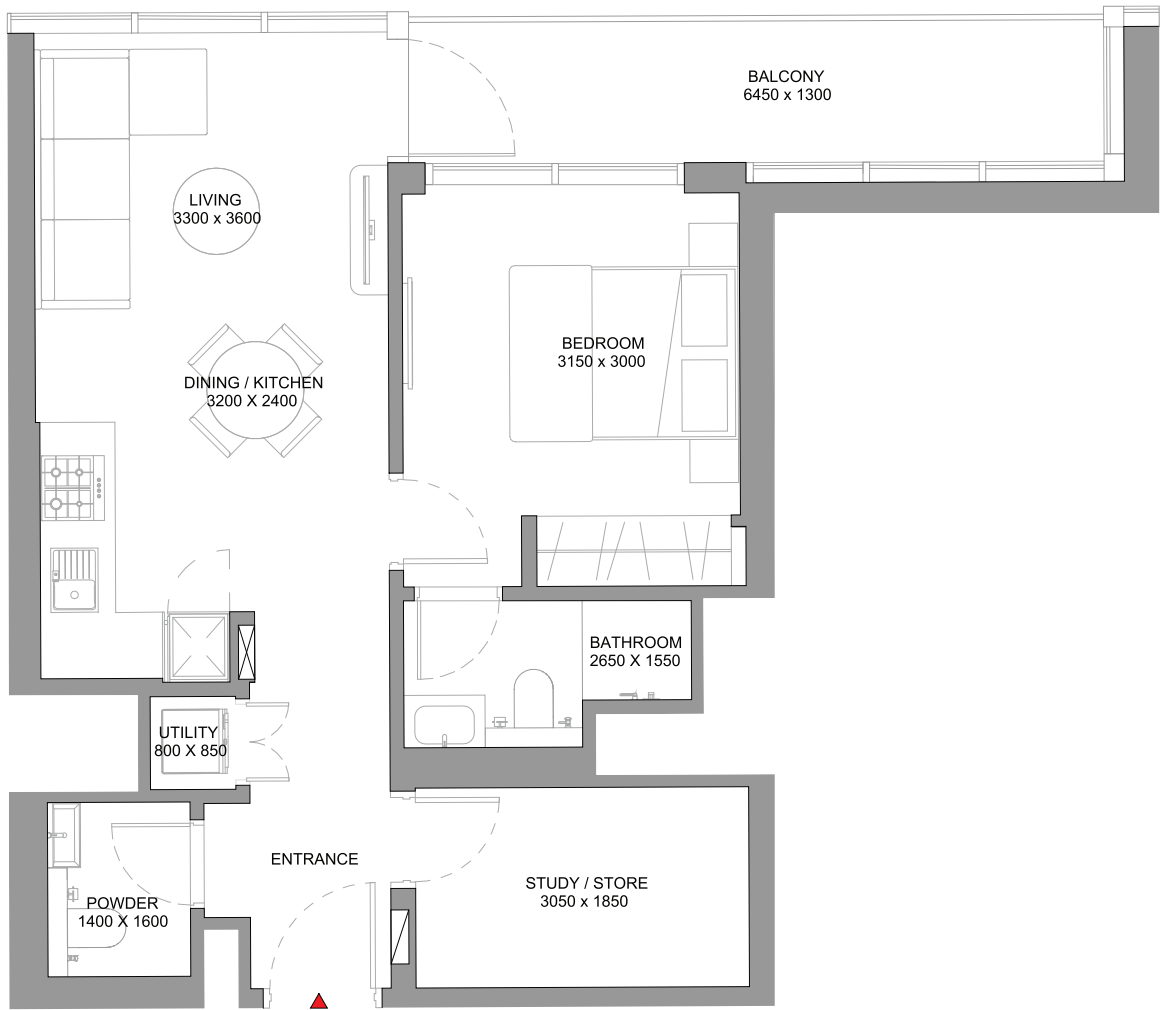 BALCONY
6450 x 1300
LIVING
3300 x 3600
BEDROOM
3150 x 3000
DINING / KITCHEN
3200 X 2400
BATHROOM
2650 X 1550
UTILITY
800 X 850
ENTRANCE
STUDY / STORE
3050 x 1850
POWDER
1400 X 1600